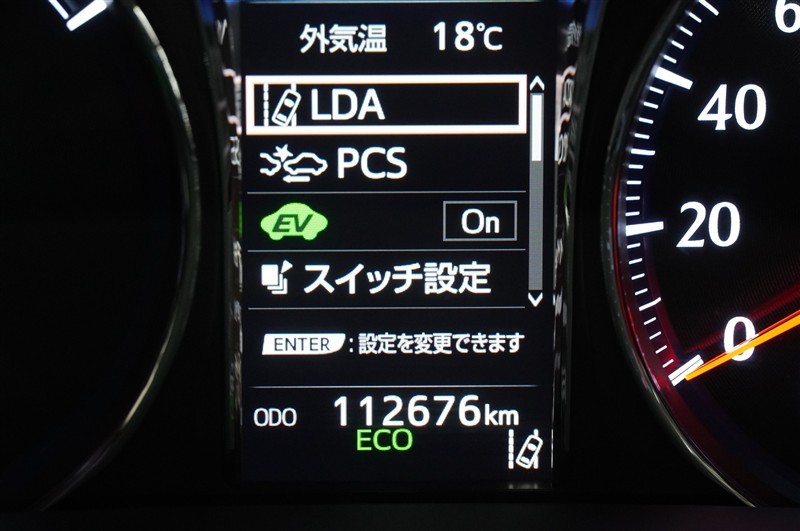 外気温 18℃
LDA
PCS
EV On
スイッチ設定
ENTER:設定を変更できます
ODO 112676km
ECO
40
20
0